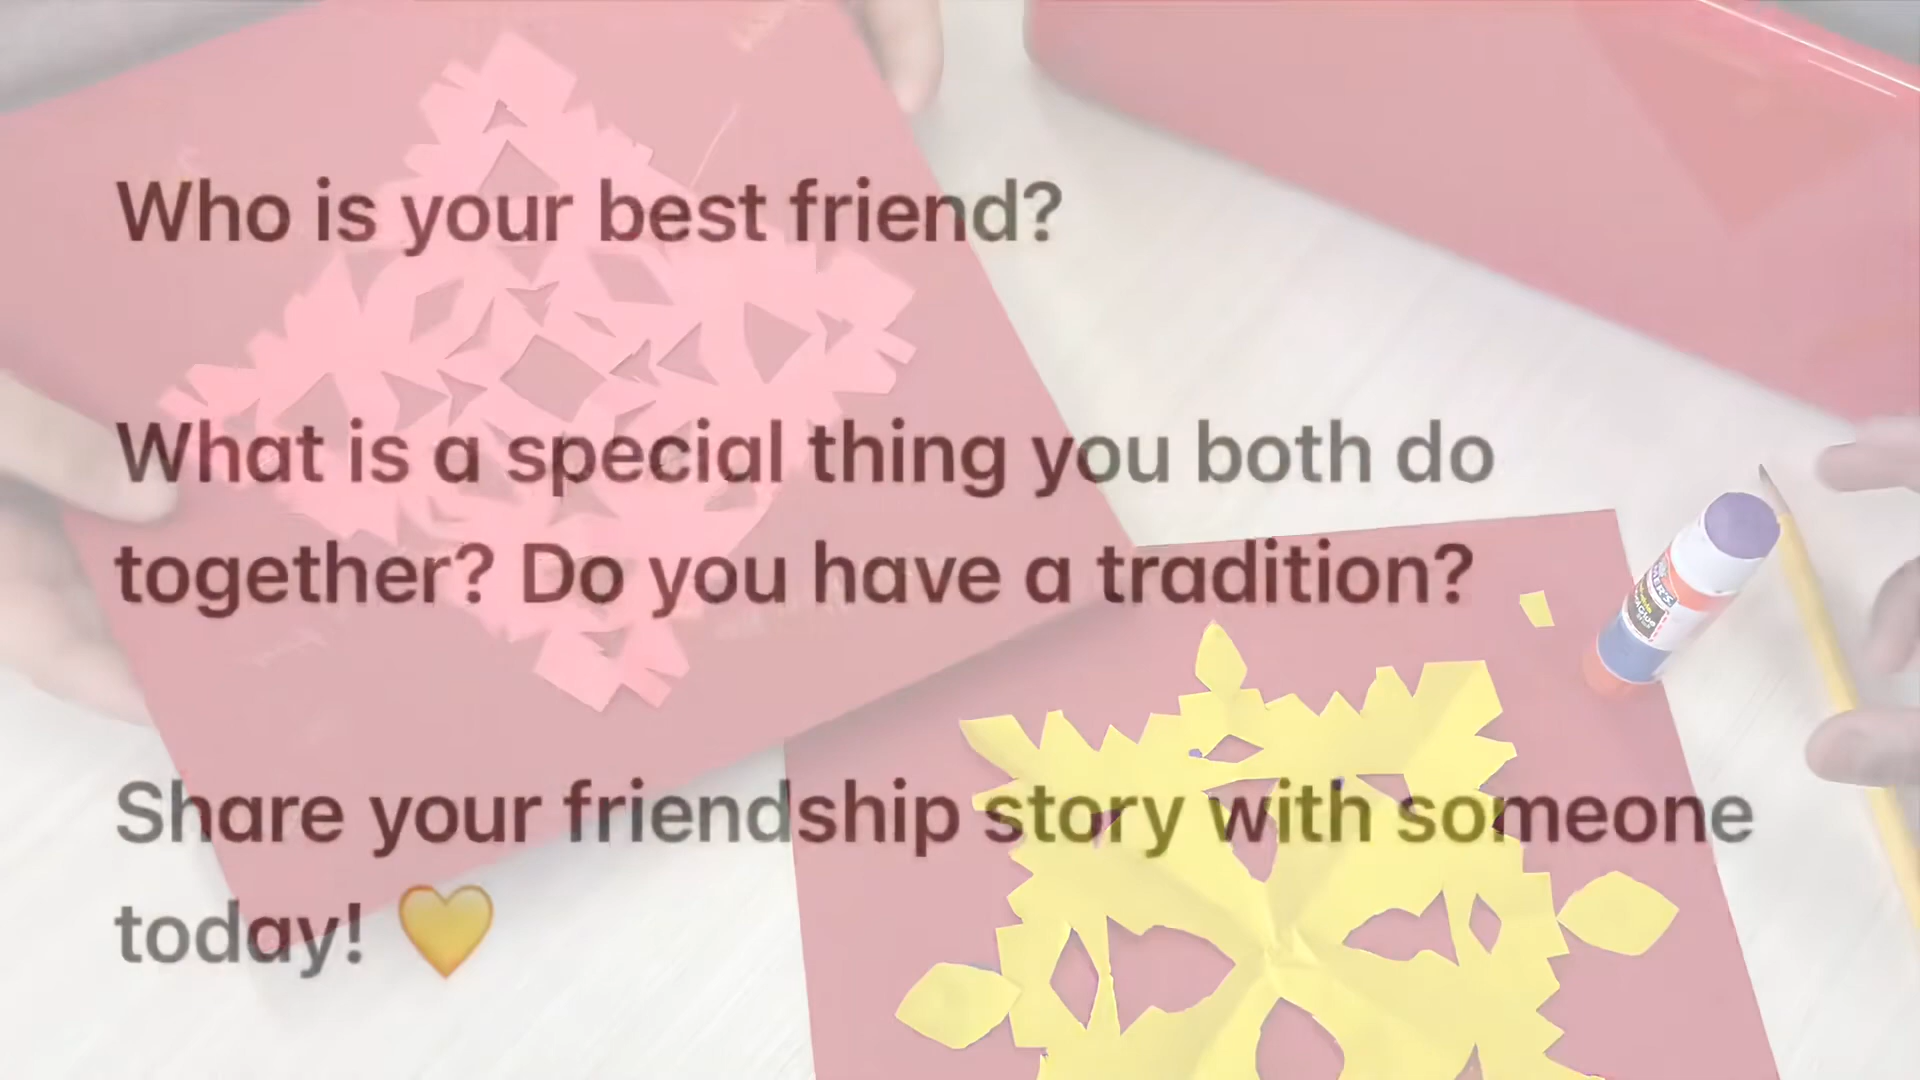 Who is your best friend?
What is a special thing you both do
together? Do you have a tradition?
Share your friendship story with someone
today! 💛